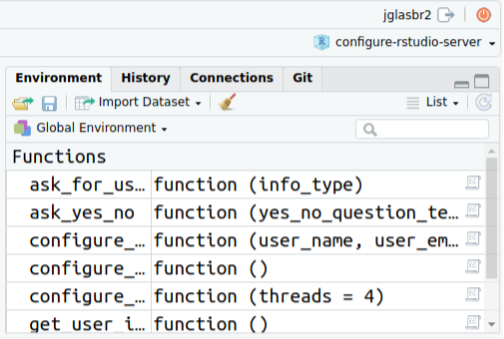 jglasbr2
configure-rstudio-server
Environment History Connections Git
Import Dataset List
Global Environment
Functions
ask_for_us… function (info_type)
ask_yes_no function (yes_no_question_te…
configure_… function (user_name, user_em…
configure_… function ()
configure_… function (threads = 4)
get_user_i… function ()